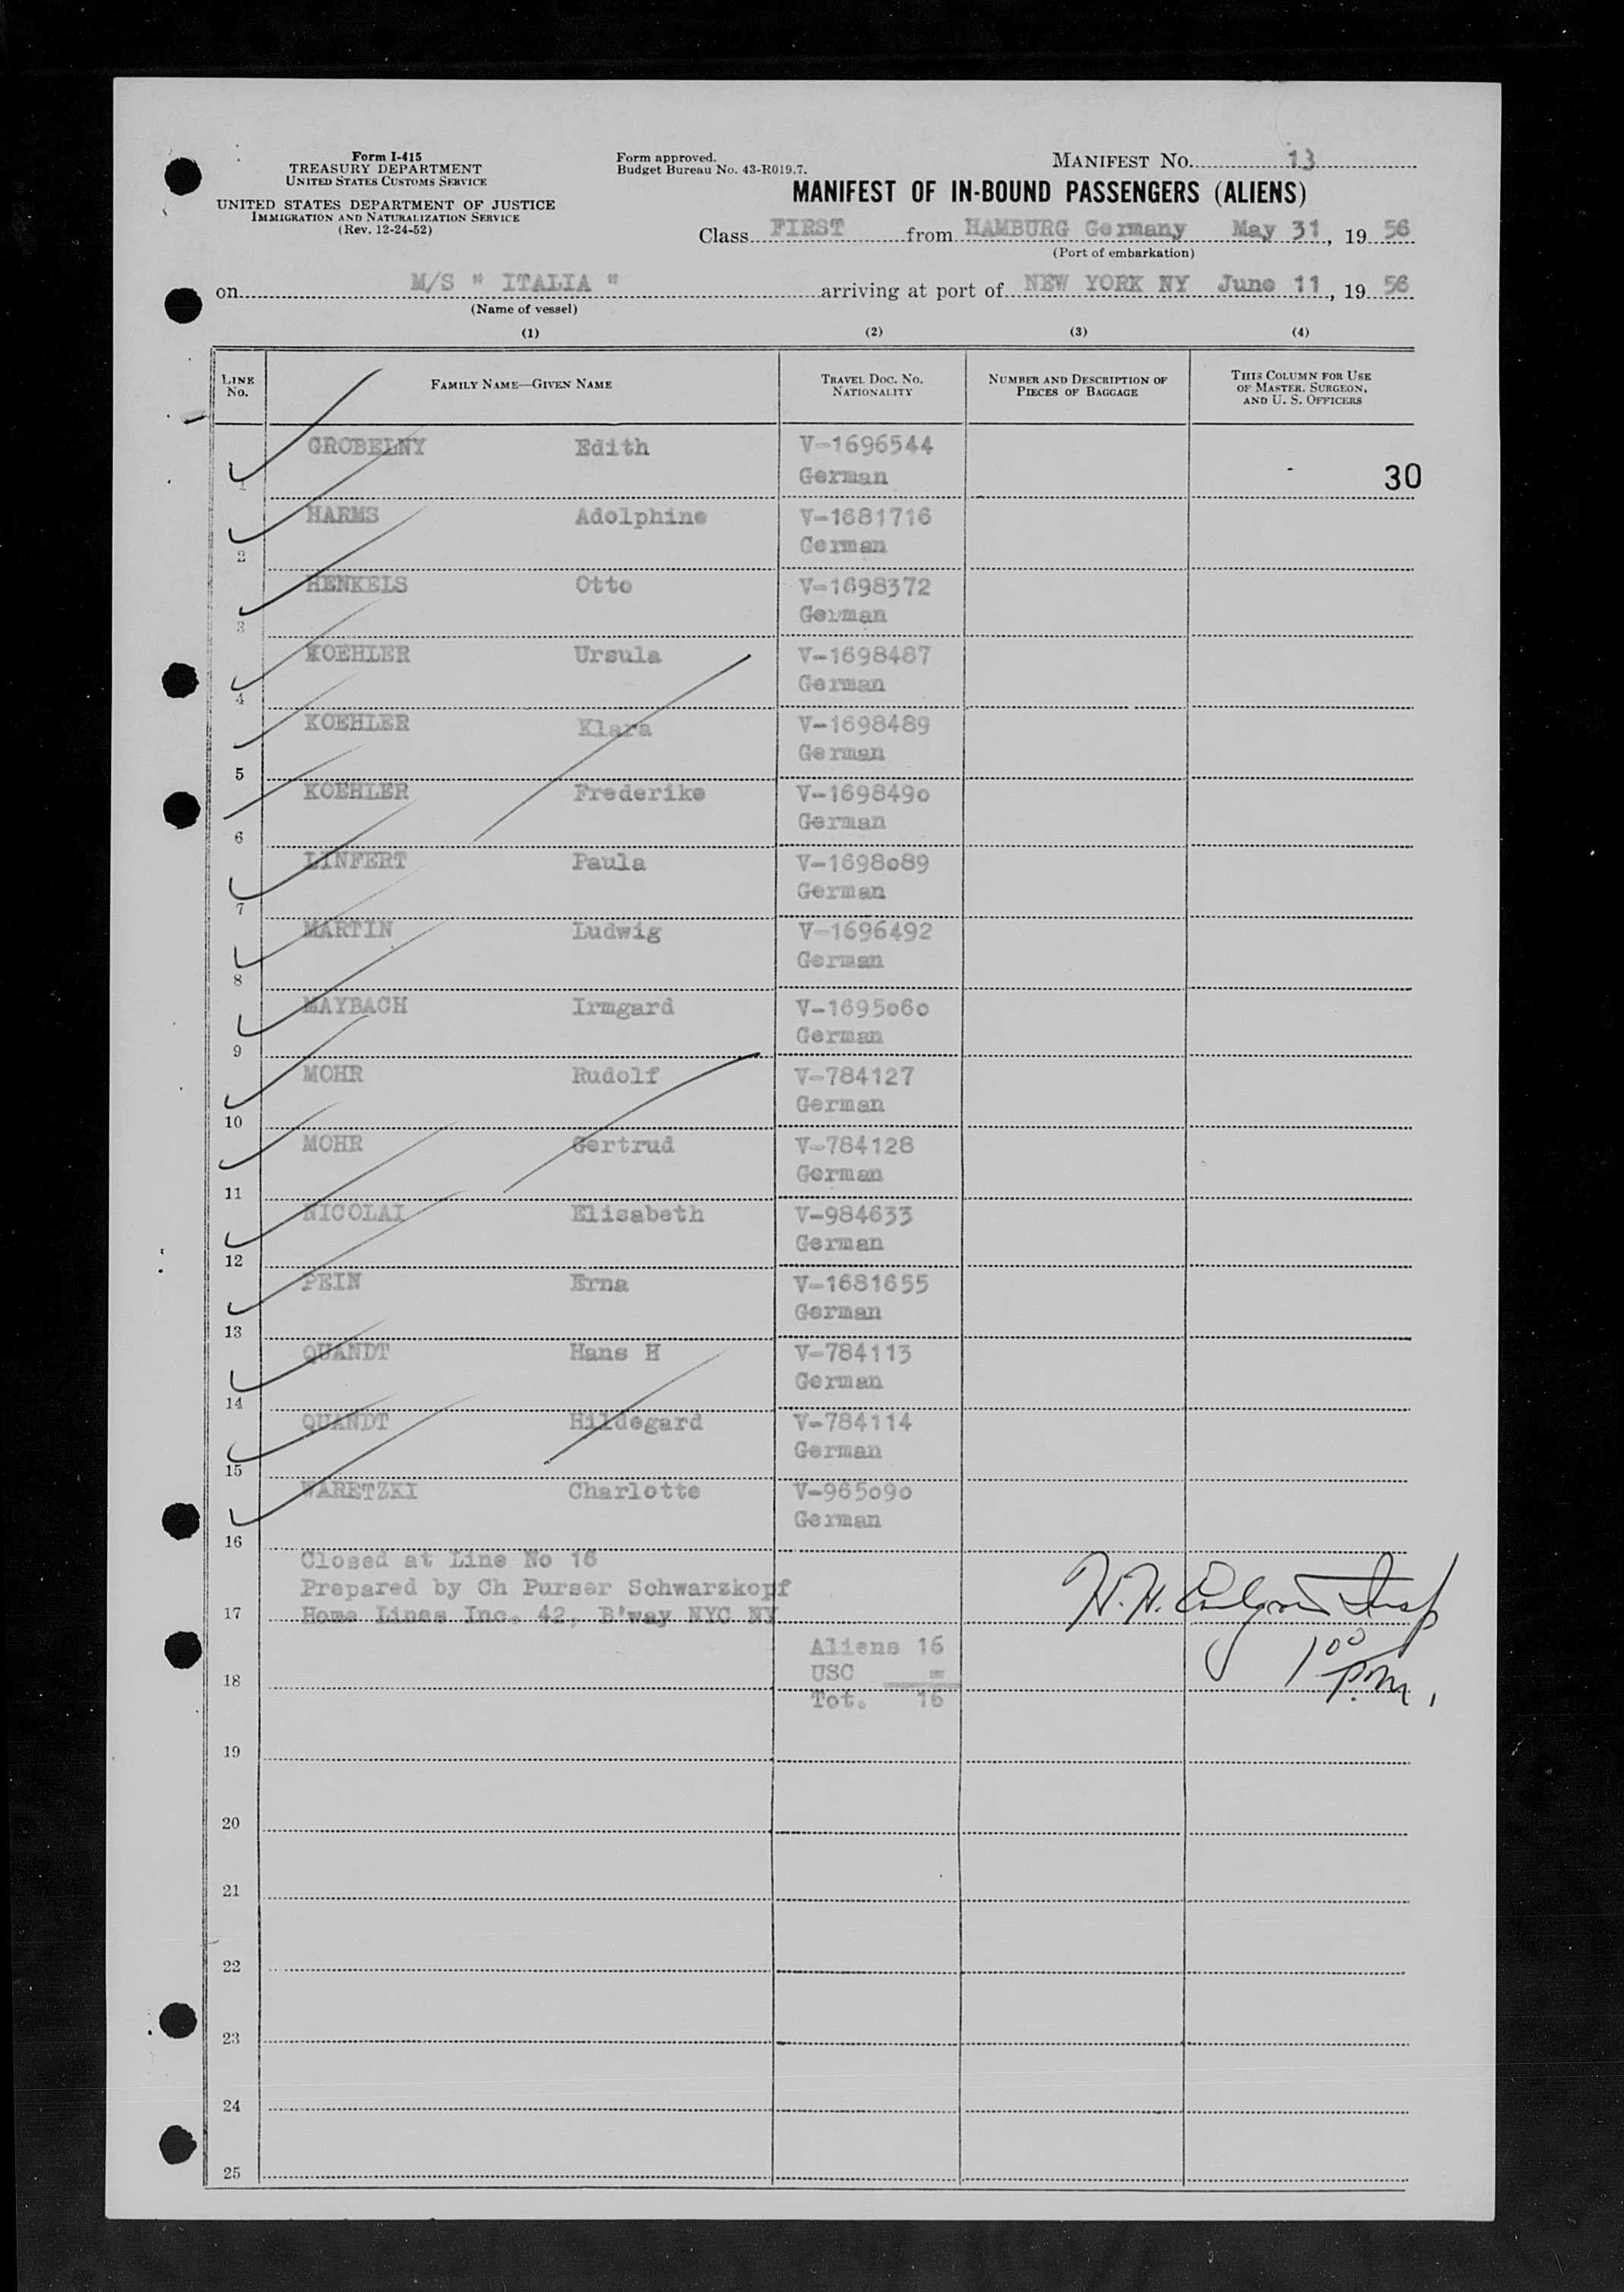 Form I-415
TREASURY DEPARTMENT
UNITED STATES CUSTOMS SERVICE
UNITED STATES DEPARTMENT OF JUSTICE
IMMIGRATION AND NATURALIZATION SERVICE
(Rev. 12-24-52)
Form approved.
Budget Bureau No. 43-R019.7.
MANIFEST No. 13
MANIFEST OF IN-BOUND PASSENGERS (ALIENS)
Class FIRST from HAMBURG Germany May 31, 19 56
(Port of embarkation)
on M/S " ITALIA " arriving at port of NEW YORK NY June 11, 19 56
(Name of vessel)
(1) (2) (3) (4)
LINE No. FAMILY NAME—GIVEN NAME TRAVEL DOC. NO. NATIONALITY NUMBER AND DESCRIPTION OF PIECES OF BAGGAGE THIS COLUMN FOR USE OF MASTER, SURGEON, AND U. S. OFFICERS
GROBELNY Edith V-1696544
1 German 30
HARMS Adolphine V-1681716
2 German
HENKELS Otto V-1698372
3 German
KOEHLER Ursula V-1698487
4 German
KOEHLER Klara V-1698489
5 German
KOEHLER Frederike V-1698490
6 German
LINFERT Paula V-1698089
7 German
MARTIN Ludwig V-1696492
8 German
MAYBACH Irmgard V-1695060
9 German
MOHR Rudolf V-784127
10 German
MOHR Gertrud V-784128
11 German
NICOLAI Elisabeth V-984633
12 German
PEIN Erna V-1681655
13 German
QUANDT Hans H V-784113
14 German
QUANDT Hildegard V-784114
15 German
WARETZKI Charlotte V-965090
16 German
Closed at Line No 16
Prepared by Ch Purser Schwarzkopf
17 Home Lines Inc. 42, B'way NYC NY
H.H. Insp
Aliens 16
1 00 P.M.
18 USC =
Tot. 16
19
20
21
22
23
24
25